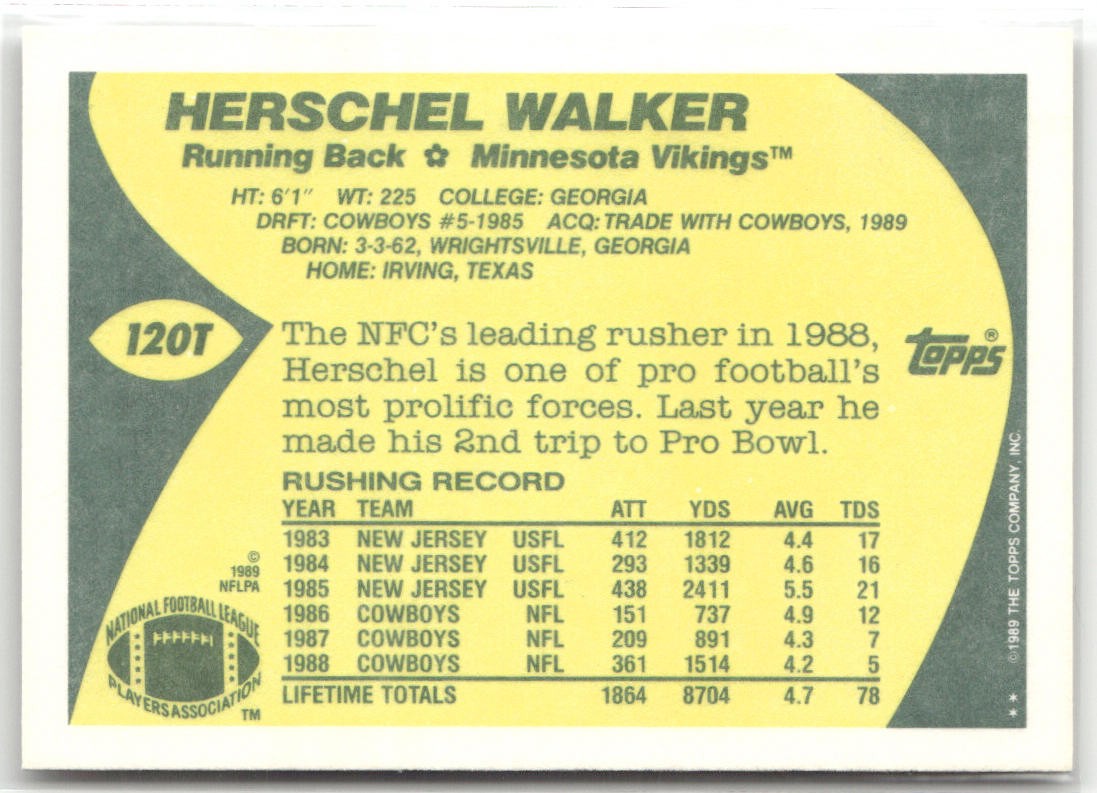 HERSCHEL WALKER
Running Back ✿ Minnesota Vikings™
HT: 6'1" WT: 225 COLLEGE: GEORGIA
DRFT: COWBOYS #5-1985 ACQ: TRADE WITH COWBOYS, 1989
BORN: 3-3-62, WRIGHTSVILLE, GEORGIA
HOME: IRVING, TEXAS
120T
The NFC's leading rusher in 1988,
Herschel is one of pro football's
most prolific forces. Last year he
made his 2nd trip to Pro Bowl.
topps®
RUSHING RECORD
YEAR TEAM ATT YDS AVG TDS
1983 NEW JERSEY USFL 412 1812 4.4 17
1984 NEW JERSEY USFL 293 1339 4.6 16
1985 NEW JERSEY USFL 438 2411 5.5 21
1986 COWBOYS NFL 151 737 4.9 12
1987 COWBOYS NFL 209 891 4.3 7
1988 COWBOYS NFL 361 1514 4.2 5
LIFETIME TOTALS 1864 8704 4.7 78
©
1989
NFLPA
NATIONAL FOOTBALL LEAGUE
PLAYERS ASSOCIATION
TM
©1989 THE TOPPS COMPANY, INC.
* *